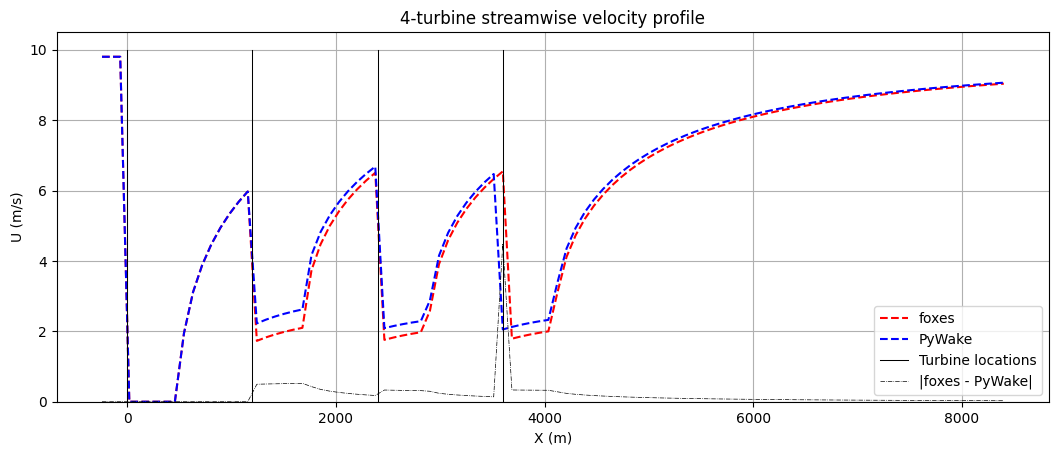 4-turbine streamwise velocity profile
10
8
6
4
2
0
U (m/s)
foxes
PyWake
Turbine locations
|foxes - PyWake|
0 2000 4000 6000 8000
X (m)